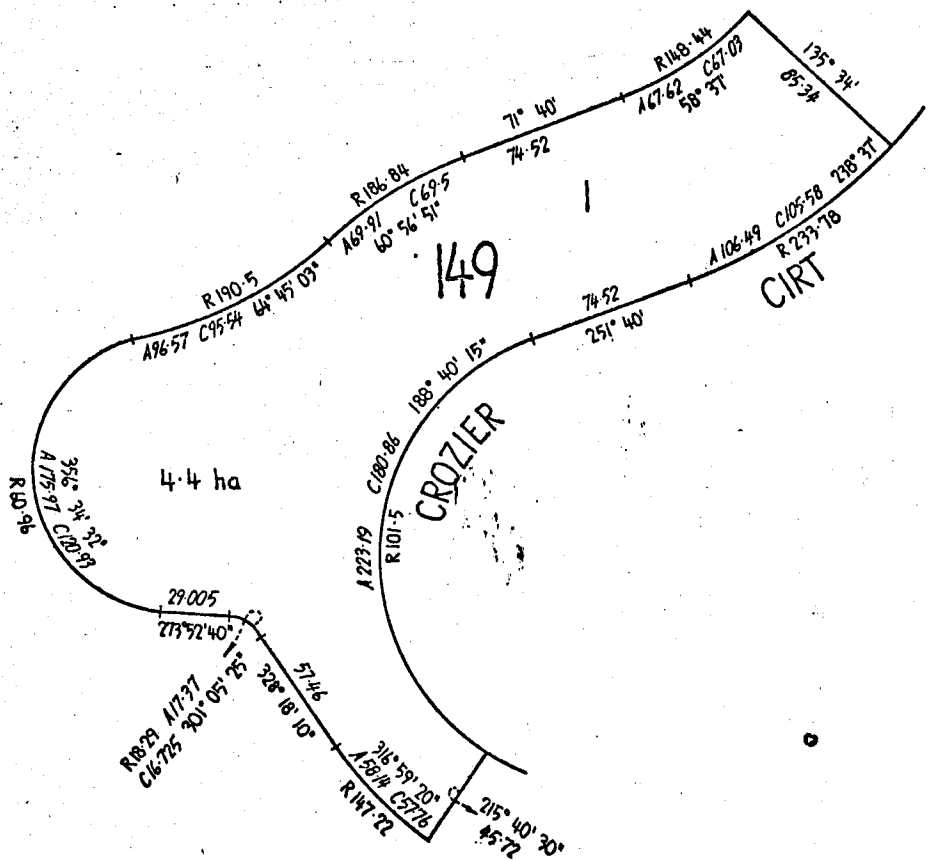 R148·44
A67·62 C67·03
58° 37'
135° 34'
85·34
71° 40'
74·52
R186·84
A69·91 C69·5
60° 56' 51"
1
149
238° 37'
A106·49 C105·58
R233·78
CIRT
R190·5
A96·57 C95·54 64° 45' 03"
74·52
251° 40'
188° 40' 15"
C180·86
CROZIER
A223·19
R101·5
4·4 ha
356° 34' 32"
A175·97 C120·93
R60·96
29·005
273°52'40"
R18·29 A17·37
C16·725 301° 05' 25"
57·46
328° 18' 10"
316° 59' 20"
A58·14 C57·76
R147·22
215° 40' 30"
45·72